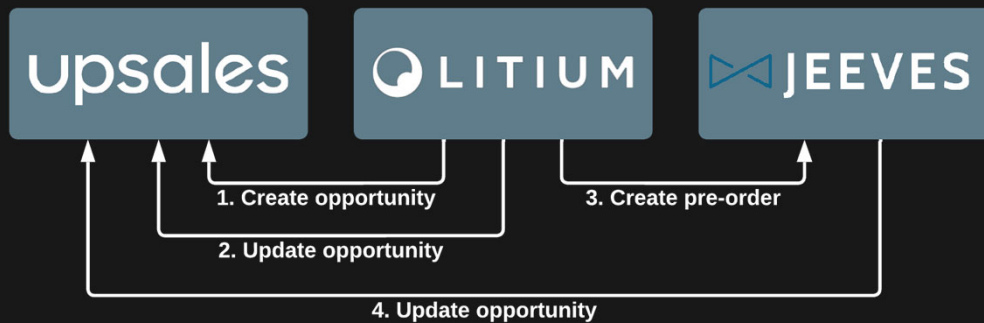 upsales
LITIUM
JEEVES
1. Create opportunity
3. Create pre-order
2. Update opportunity
4. Update opportunity